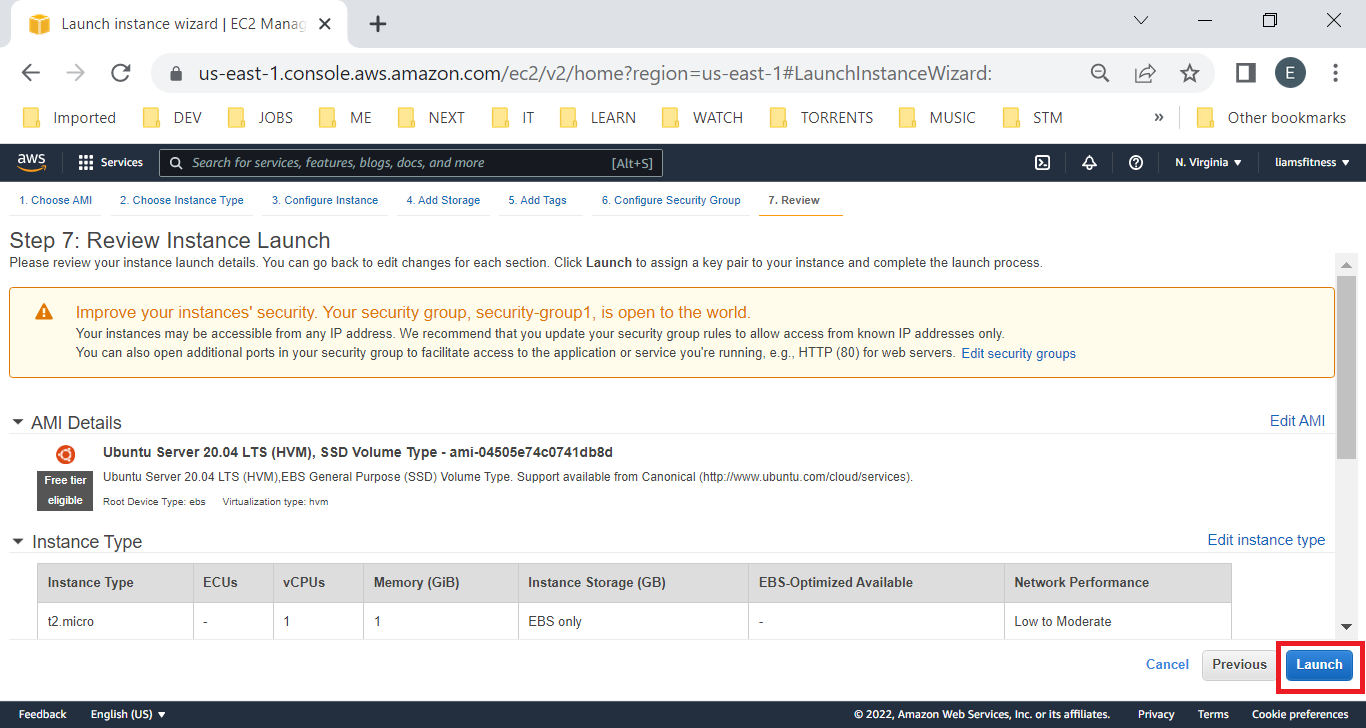 Launch instance wizard | EC2 Manag
us-east-1.console.aws.amazon.com/ec2/v2/home?region=us-east-1#LaunchInstanceWizard:
E
Imported DEV JOBS ME NEXT IT LEARN WATCH TORRENTS MUSIC STM » Other bookmarks
aws Services Search for services, features, blogs, docs, and more [Alt+S] N. Virginia liamsfitness
1. Choose AMI 2. Choose Instance Type 3. Configure Instance 4. Add Storage 5. Add Tags 6. Configure Security Group 7. Review
Step 7: Review Instance Launch
Please review your instance launch details. You can go back to edit changes for each section. Click Launch to assign a key pair to your instance and complete the launch process.
Improve your instances' security. Your security group, security-group1, is open to the world.
Your instances may be accessible from any IP address. We recommend that you update your security group rules to allow access from known IP addresses only.
You can also open additional ports in your security group to facilitate access to the application or service you're running, e.g., HTTP (80) for web servers. Edit security groups
AMI Details Edit AMI
Ubuntu Server 20.04 LTS (HVM), SSD Volume Type - ami-04505e74c0741db8d
Free tier eligible
Ubuntu Server 20.04 LTS (HVM),EBS General Purpose (SSD) Volume Type. Support available from Canonical (http://www.ubuntu.com/cloud/services).
Root Device Type: ebs Virtualization type: hvm
Instance Type Edit instance type
Instance Type ECUs vCPUs Memory (GiB) Instance Storage (GB) EBS-Optimized Available Network Performance
t2.micro - 1 1 EBS only - Low to Moderate
Cancel Previous Launch
Feedback English (US) © 2022, Amazon Web Services, Inc. or its affiliates. Privacy Terms Cookie preferences